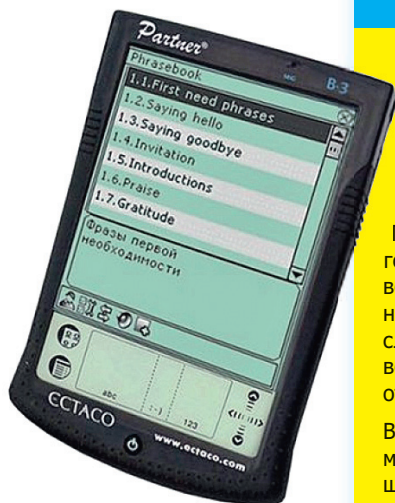 Partner®
MIC
B-3
Phrasebook
1.1.First need phrases
1.2.Saying hello
1.3.Saying goodbye
1.4.Invitation
1.5.Introductions
1.6.Praise
1.7.Gratitude
Фразы первой
необходимости
abc
:-)
123
ECTACO
www.ectaco.com